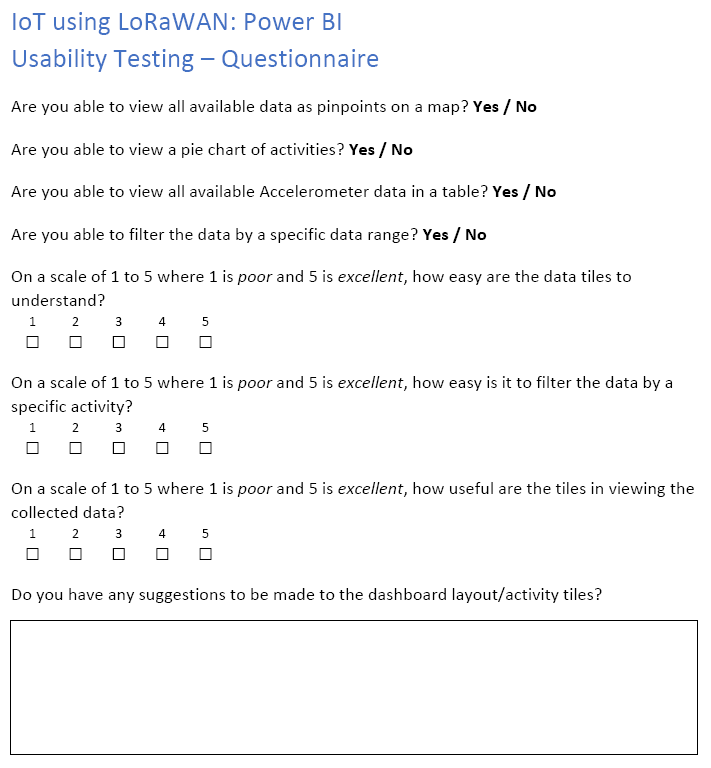 IoT using LoRaWAN: Power BI
Usability Testing – Questionnaire
Are you able to view all available data as pinpoints on a map? Yes / No
Are you able to view a pie chart of activities? Yes / No
Are you able to view all available Accelerometer data in a table? Yes / No
Are you able to filter the data by a specific data range? Yes / No
On a scale of 1 to 5 where 1 is poor and 5 is excellent, how easy are the data tiles to
understand?
1 2 3 4 5
☐ ☐ ☐ ☐ ☐
On a scale of 1 to 5 where 1 is poor and 5 is excellent, how easy is it to filter the data by a
specific activity?
1 2 3 4 5
☐ ☐ ☐ ☐ ☐
On a scale of 1 to 5 where 1 is poor and 5 is excellent, how useful are the tiles in viewing the
collected data?
1 2 3 4 5
☐ ☐ ☐ ☐ ☐
Do you have any suggestions to be made to the dashboard layout/activity tiles?